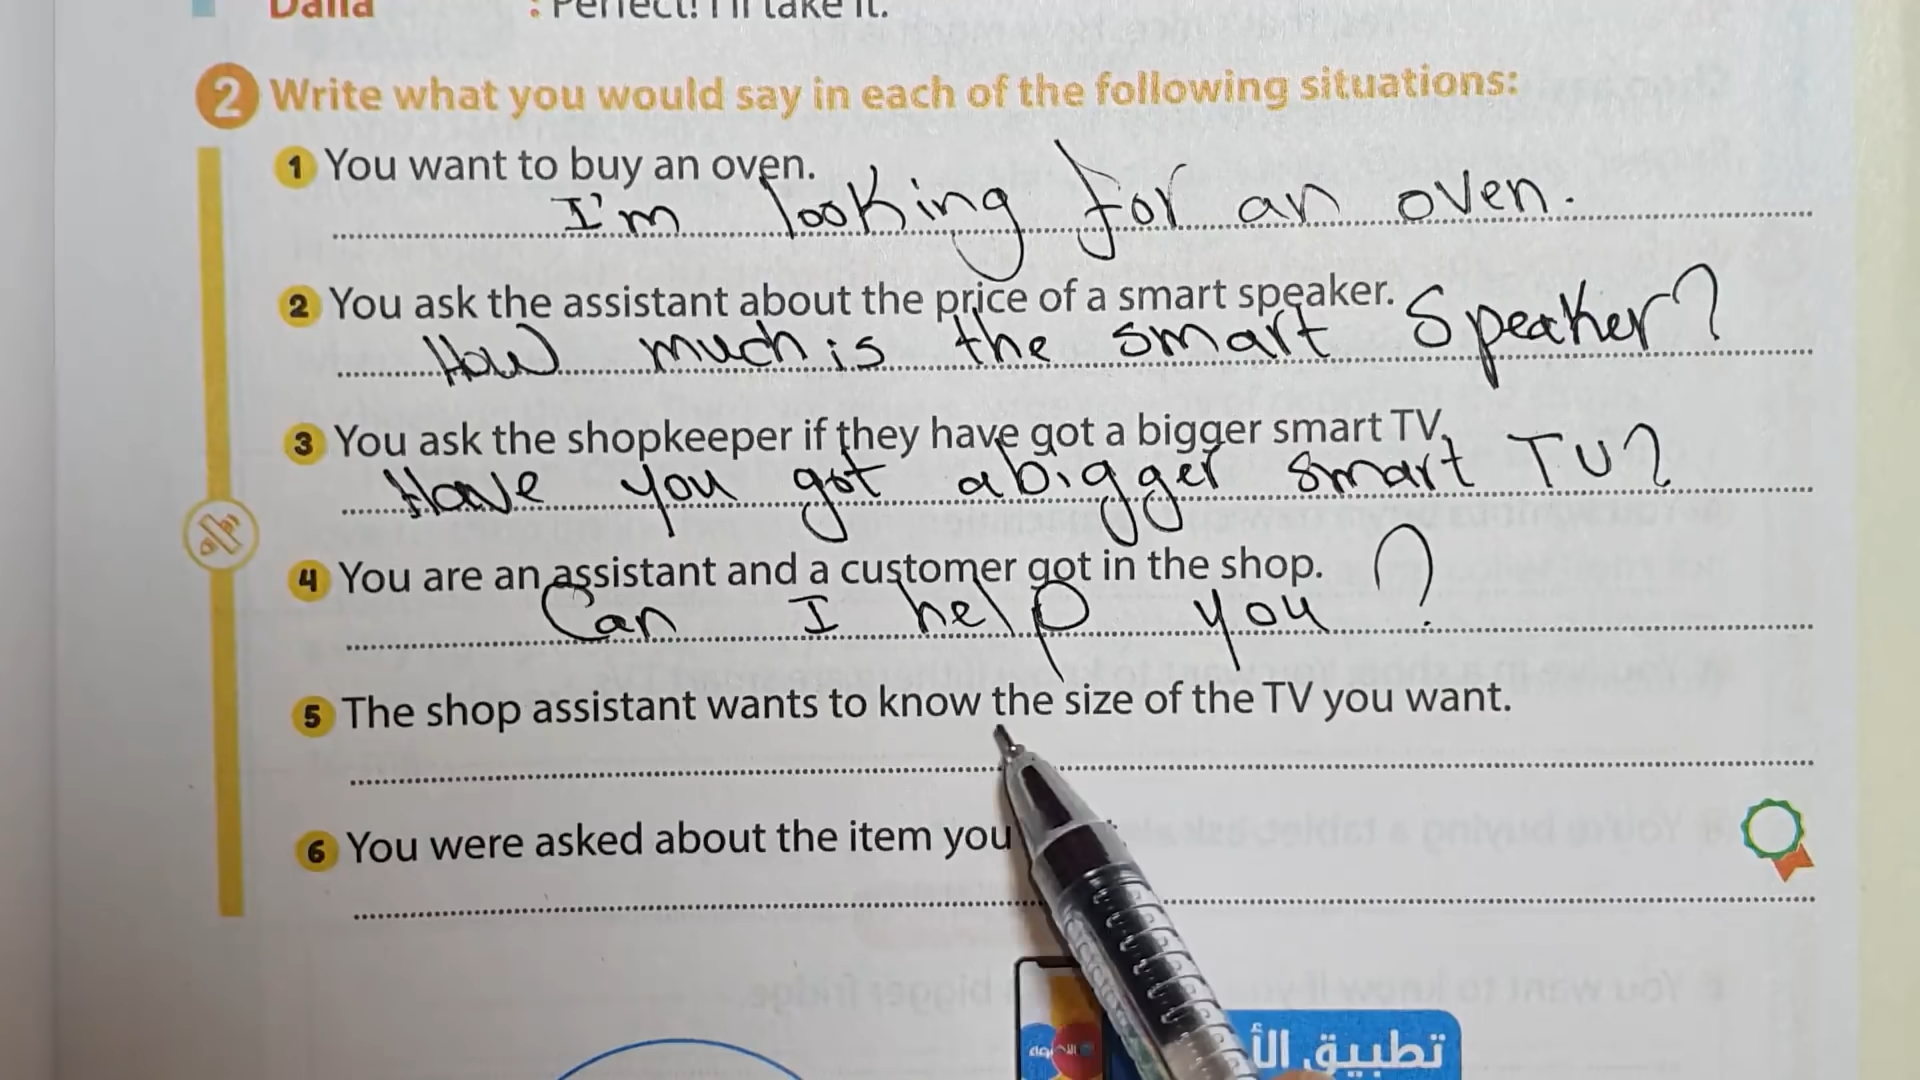 Dalia : Perfect! I'll take it.
2 Write what you would say in each of the following situations:
1 You want to buy an oven.
I'm looking for an oven.
2 You ask the assistant about the price of a smart speaker.
How much is the smart Speaker?
3 You ask the shopkeeper if they have got a bigger smart TV.
Have you got a bigger smart TV?
4 You are an assistant and a customer got in the shop.
Can I help you ?
5 The shop assistant wants to know the size of the TV you want.
6 You were asked about the item you
تطبيق